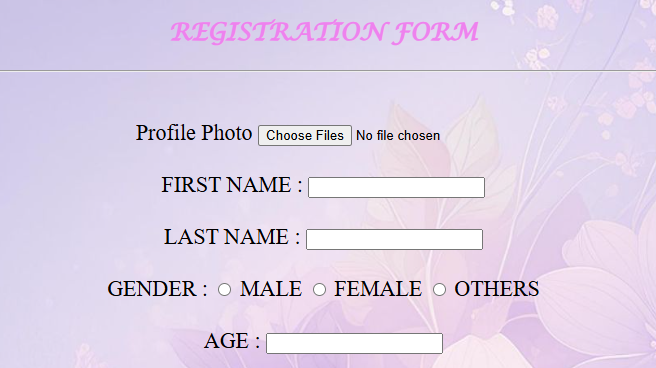 REGISTRATION FORM
Profile Photo Choose Files No file chosen
FIRST NAME :
LAST NAME :
GENDER : MALE FEMALE OTHERS
AGE :